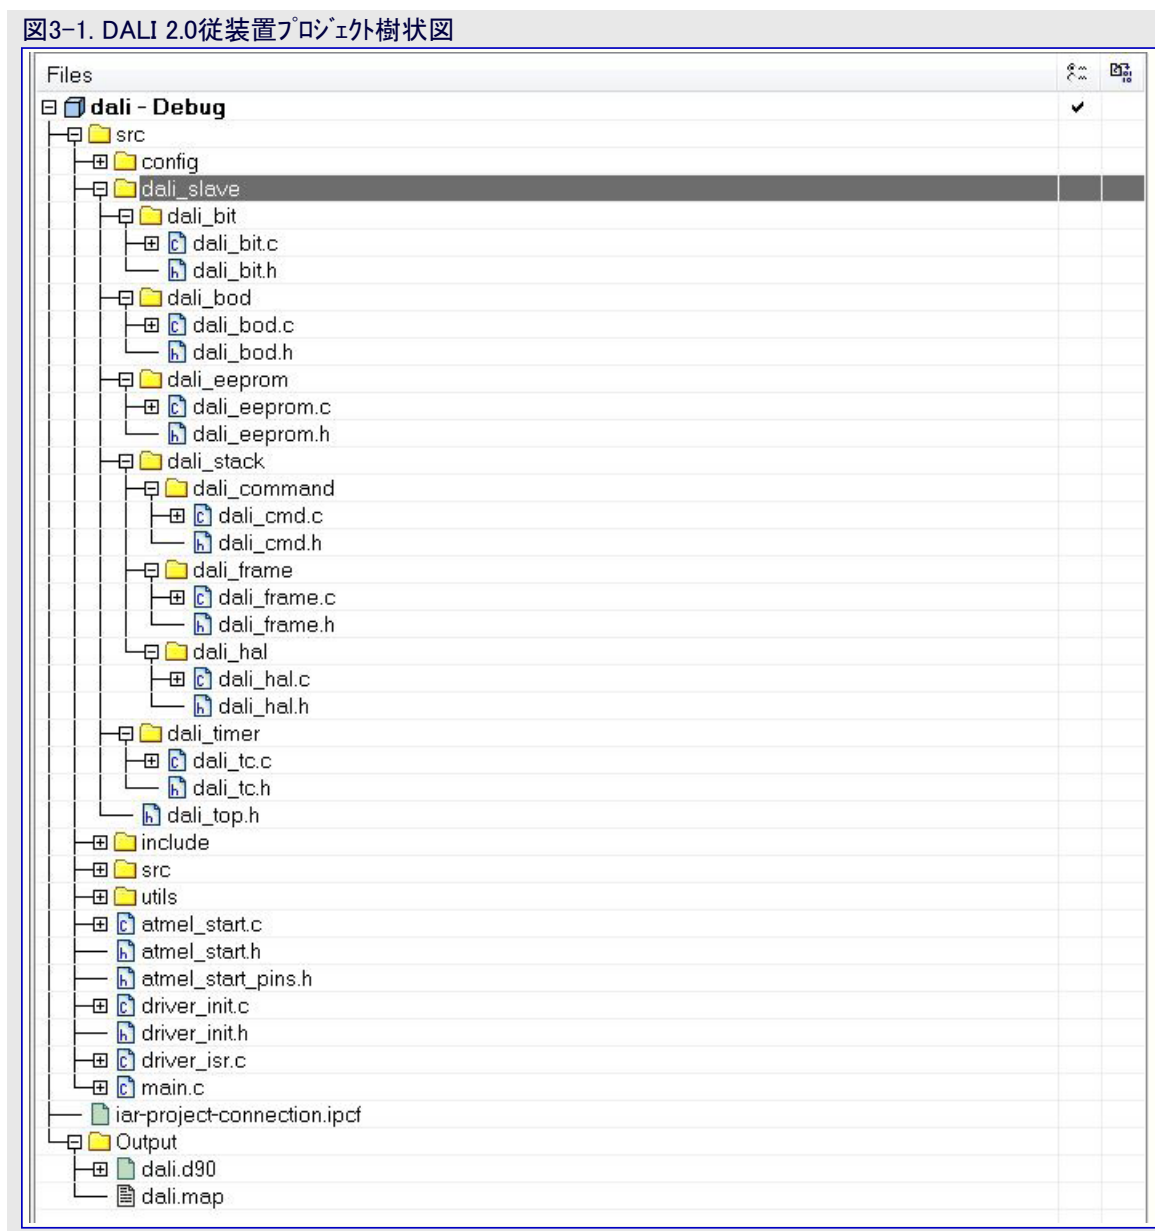 図3-1. DALI 2.0従装置ﾌﾟﾛｼﾞｪｸﾄ樹状図
Files
dali - Debug
src
config
dali_slave
dali_bit
dali_bit.c
dali_bit.h
dali_bod
dali_bod.c
dali_bod.h
dali_eeprom
dali_eeprom.c
dali_eeprom.h
dali_stack
dali_command
dali_cmd.c
dali_cmd.h
dali_frame
dali_frame.c
dali_frame.h
dali_hal
dali_hal.c
dali_hal.h
dali_timer
dali_tc.c
dali_tc.h
dali_top.h
include
src
utils
atmel_start.c
atmel_start.h
atmel_start_pins.h
driver_init.c
driver_init.h
driver_isr.c
main.c
iar-project-connection.ipcf
Output
dali.d90
dali.map